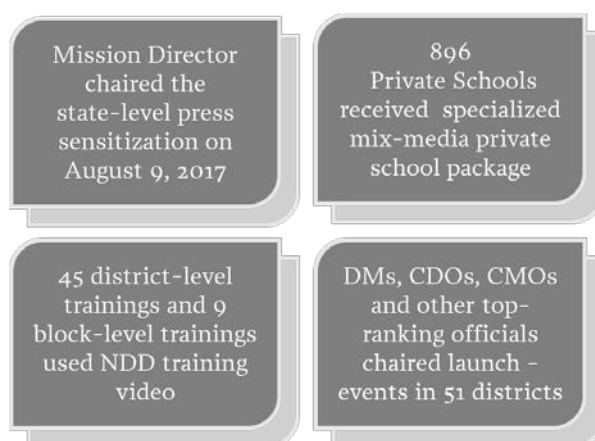 Mission Director
chaired the
state-level press
sensitization on
August 9, 2017
896
Private Schools
received specialized
mix-media private
school package
45 district-level
trainings and 9
block-level trainings
used NDD training
video
DMs, CDOs, CMOs
and other top-
ranking officials
chaired launch -
events in 51 districts